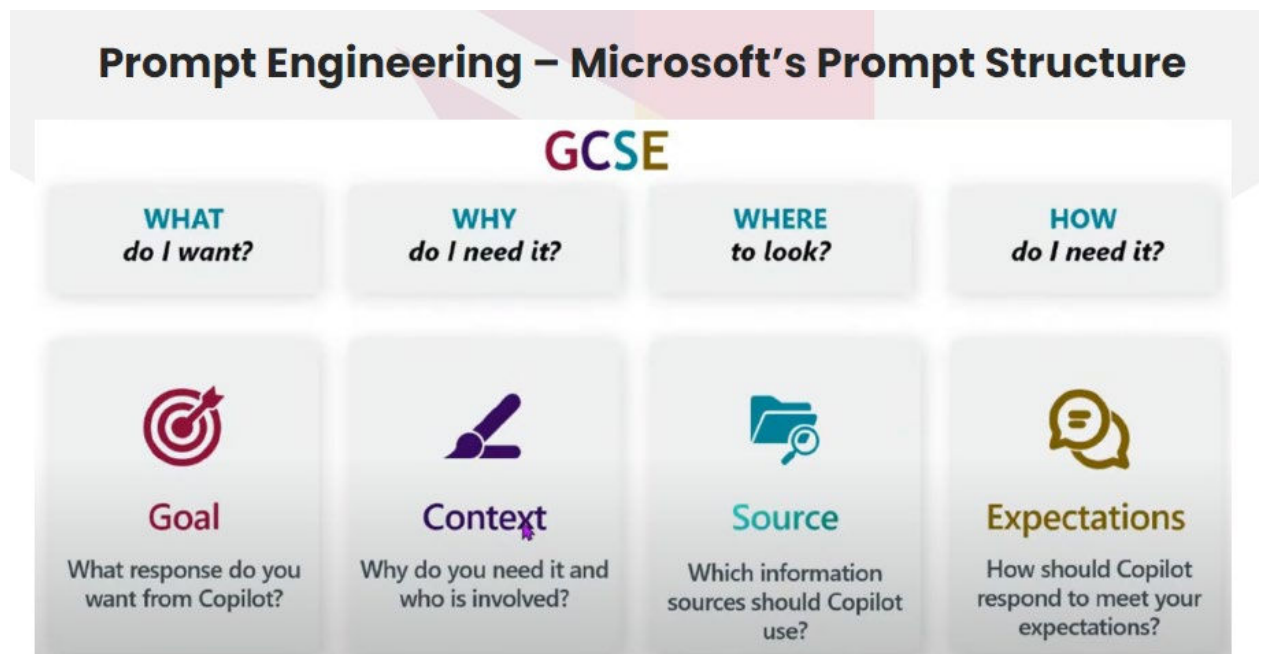 Prompt Engineering – Microsoft's Prompt Structure
GCSE
WHAT
do I want?
WHY
do I need it?
WHERE
to look?
HOW
do I need it?
Goal
What response do you
want from Copilot?
Context
Why do you need it and
who is involved?
Source
Which information
sources should Copilot
use?
Expectations
How should Copilot
respond to meet your
expectations?